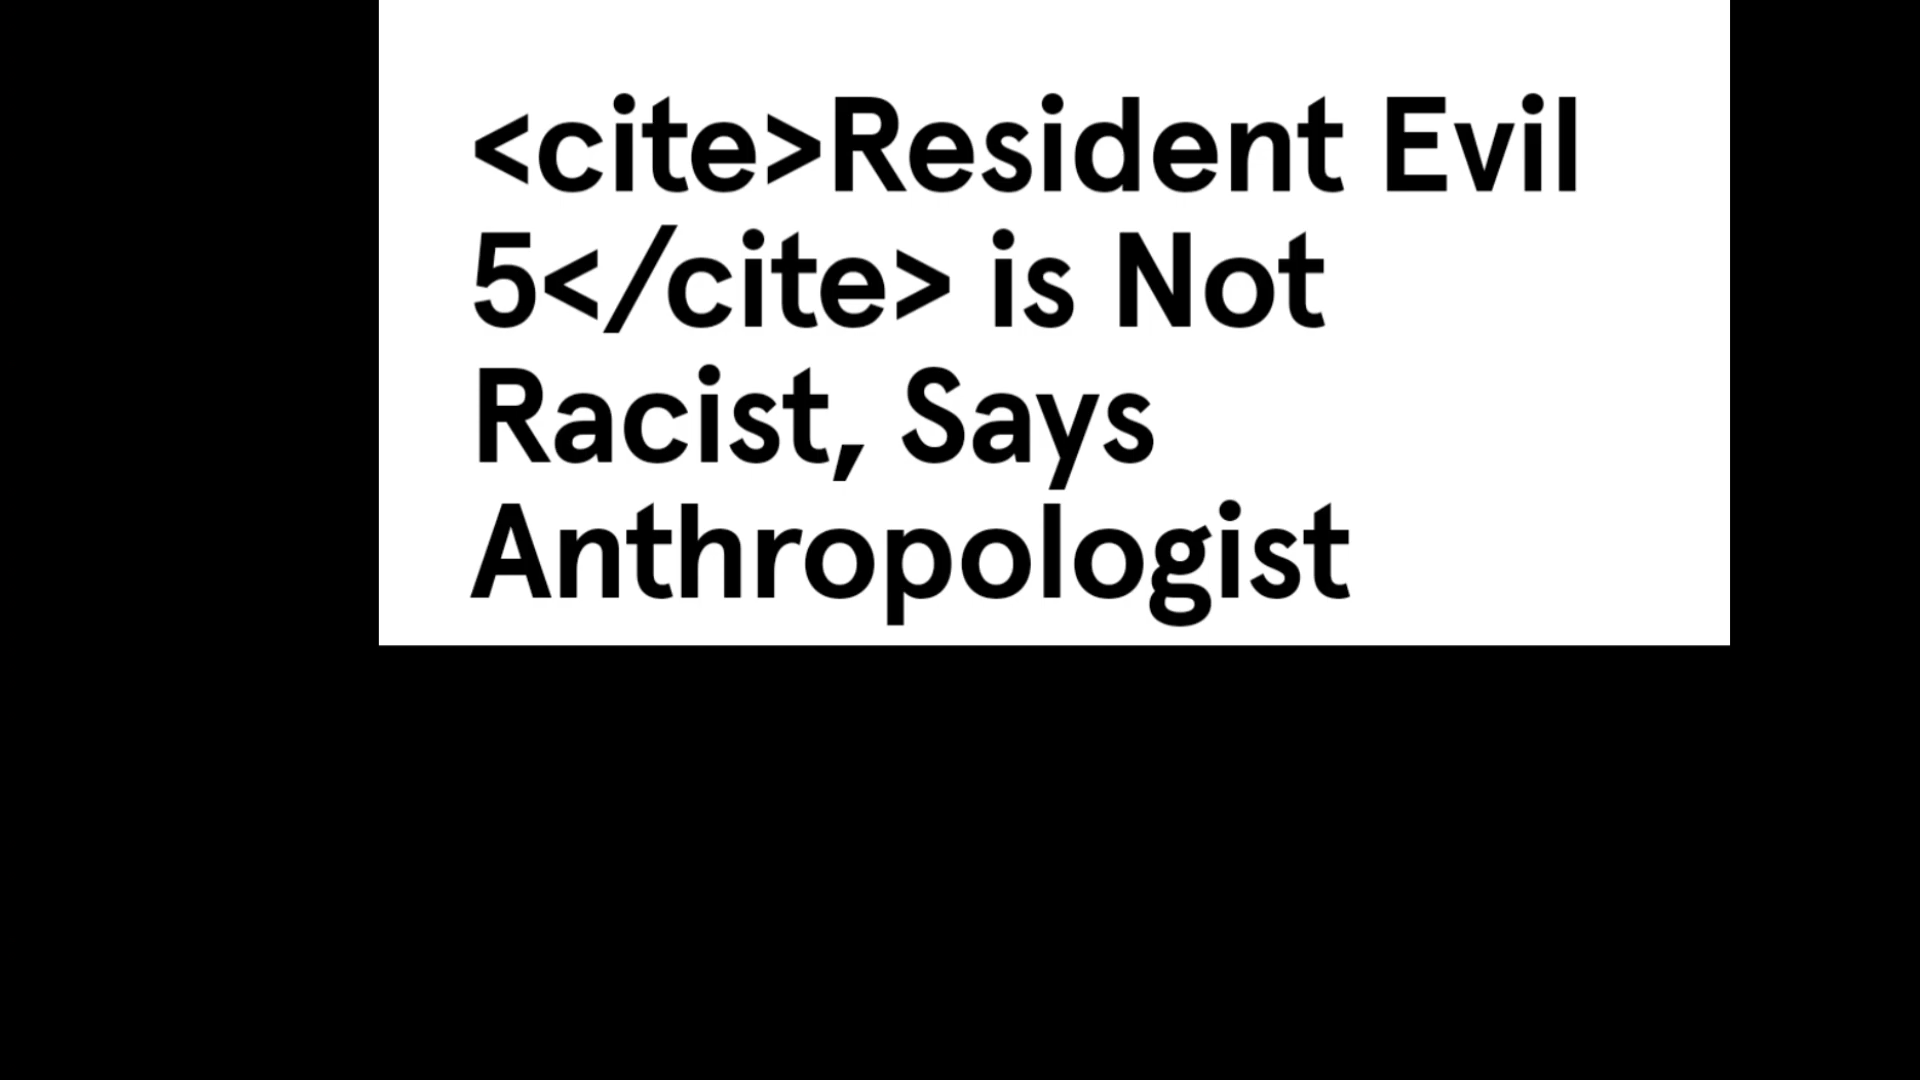 <cite>Resident Evil
5</cite> is Not
Racist, Says
Anthropologist